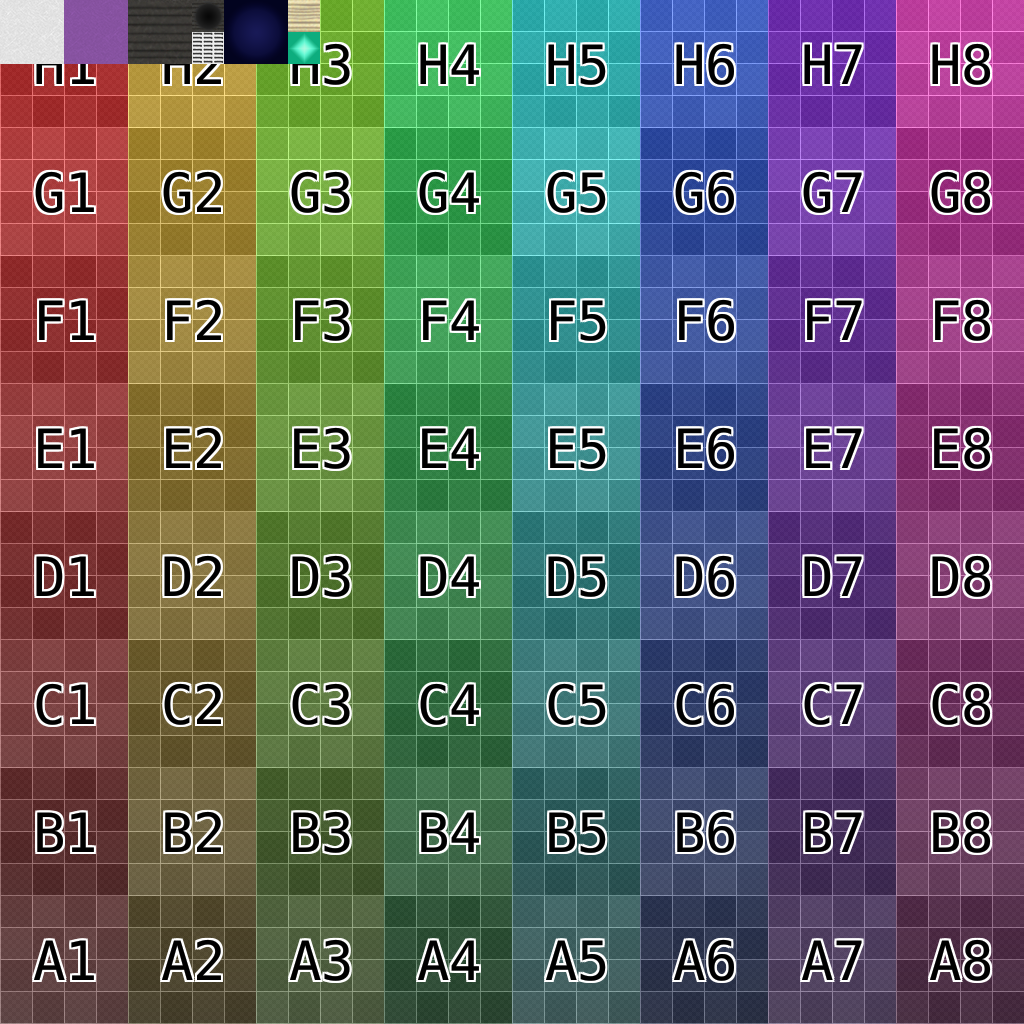 H1 H2 H3 H4 H5 H6 H7 H8
G1 G2 G3 G4 G5 G6 G7 G8
F1 F2 F3 F4 F5 F6 F7 F8
E1 E2 E3 E4 E5 E6 E7 E8
D1 D2 D3 D4 D5 D6 D7 D8
C1 C2 C3 C4 C5 C6 C7 C8
B1 B2 B3 B4 B5 B6 B7 B8
A1 A2 A3 A4 A5 A6 A7 A8